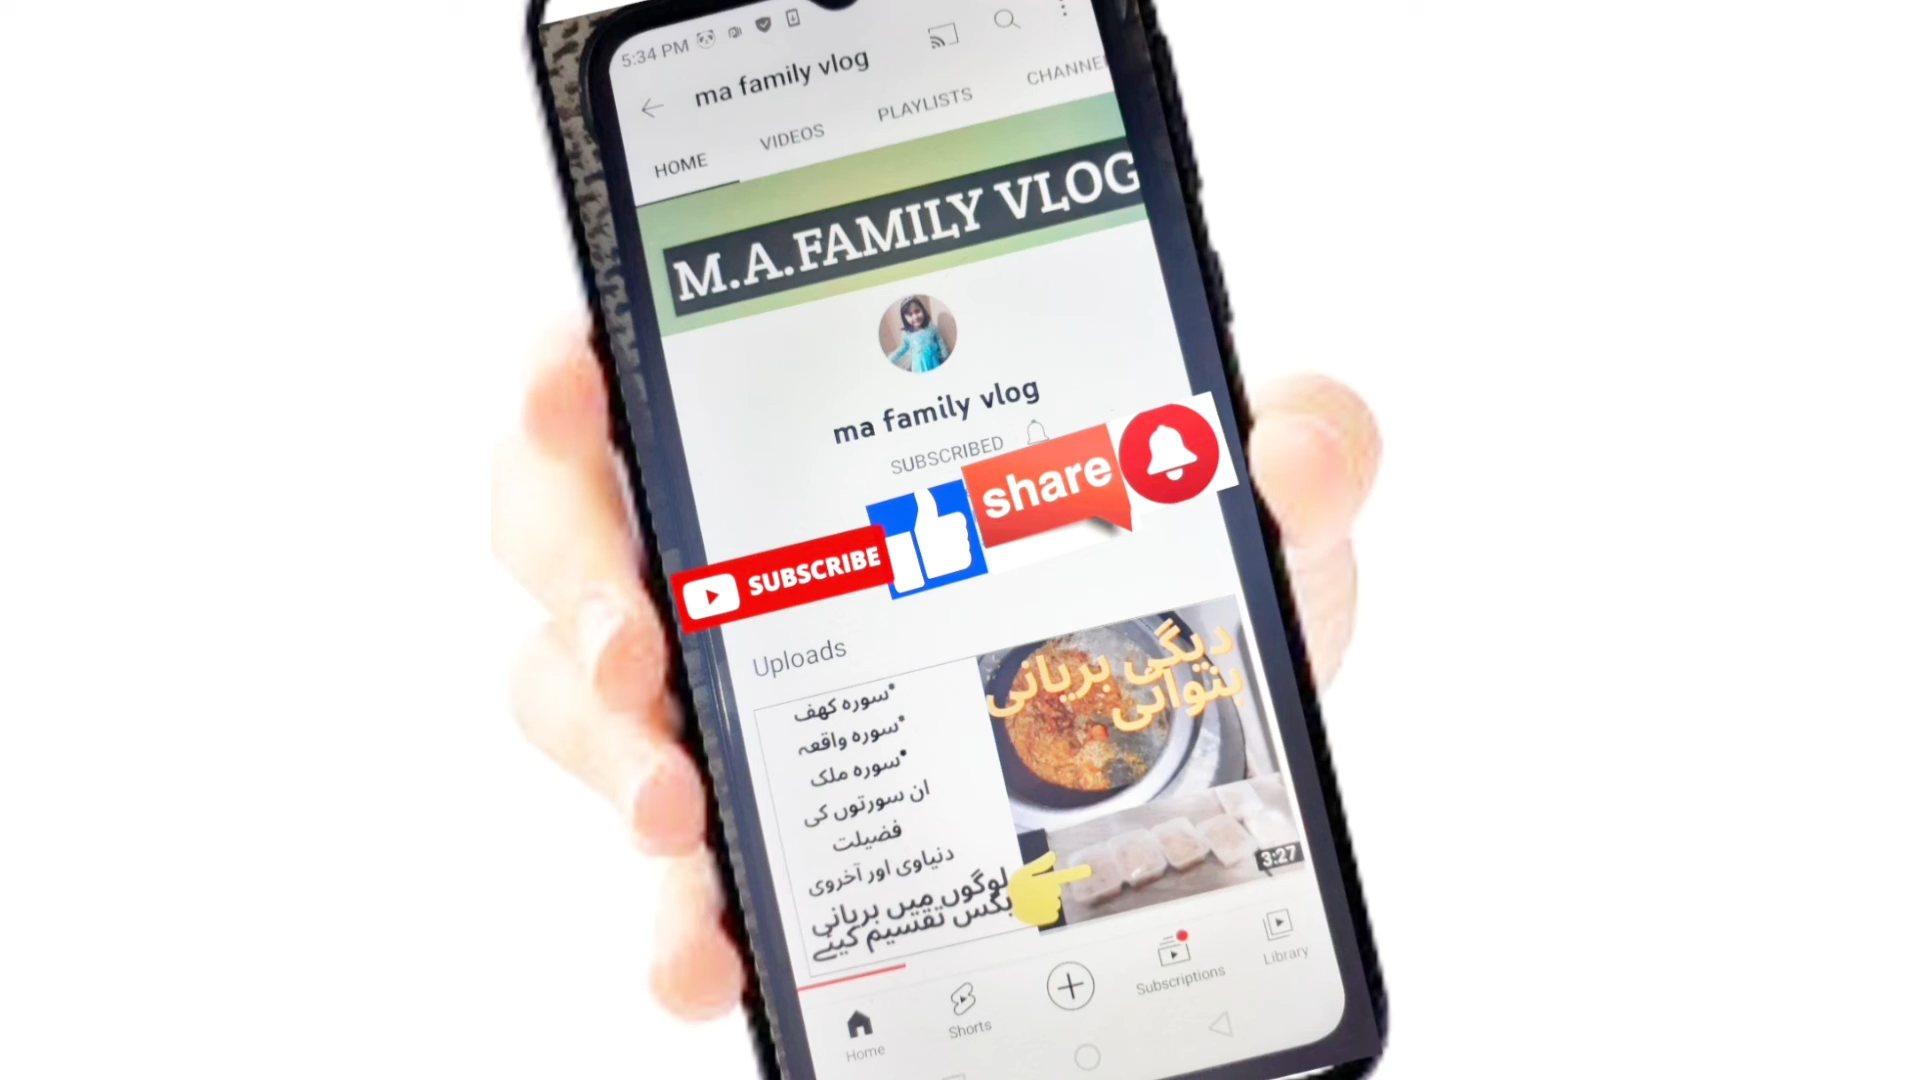 5:34 PM
ma family vlog
HOME VIDEOS PLAYLISTS CHANNE
M.A.FAMILY VLOG
ma family vlog
SUBSCRIBED
SUBSCRIBE
share
Uploads
*سورہ کھف
*سورہ واقعہ
*سورہ ملک
ان سورتوں کی
فضیلت
دنیاوی اور آخروی
لوگوں میں بریانی
بکس تقسیم کیئے
دیگی بریانی
بنوائی
3:27
Home Shorts Subscriptions Library